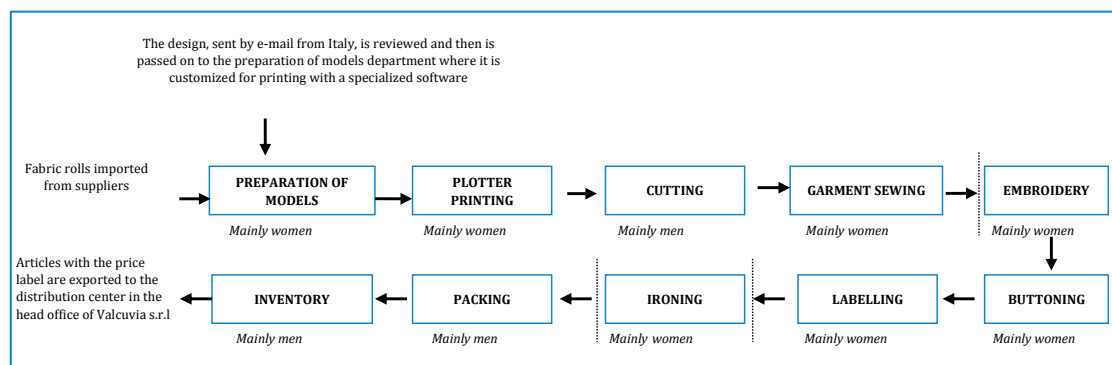 The design, sent by e-mail from Italy, is reviewed and then is
passed on to the preparation of models department where it is
customized for printing with a specialized software
Fabric rolls imported
from suppliers
PREPARATION OF
MODELS
PLOTTER
PRINTING
CUTTING
GARMENT SEWING
EMBROIDERY
Mainly women
Mainly women
Mainly men
Mainly women
Mainly women
Articles with the price
label are exported to the
distribution center in the
head office of Valcuvia s.r.l
INVENTORY
PACKING
IRONING
LABELLING
BUTTONING
Mainly men
Mainly men
Mainly women
Mainly women
Mainly women